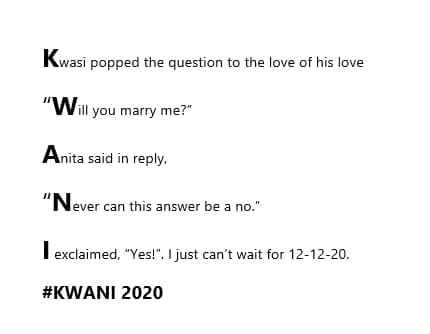 Kwasi popped the question to the love of his love
“Will you marry me?”
Anita said in reply,
“Never can this answer be a no.”
I exclaimed, “Yes!”. I just can’t wait for 12-12-20.
#KWANI 2020